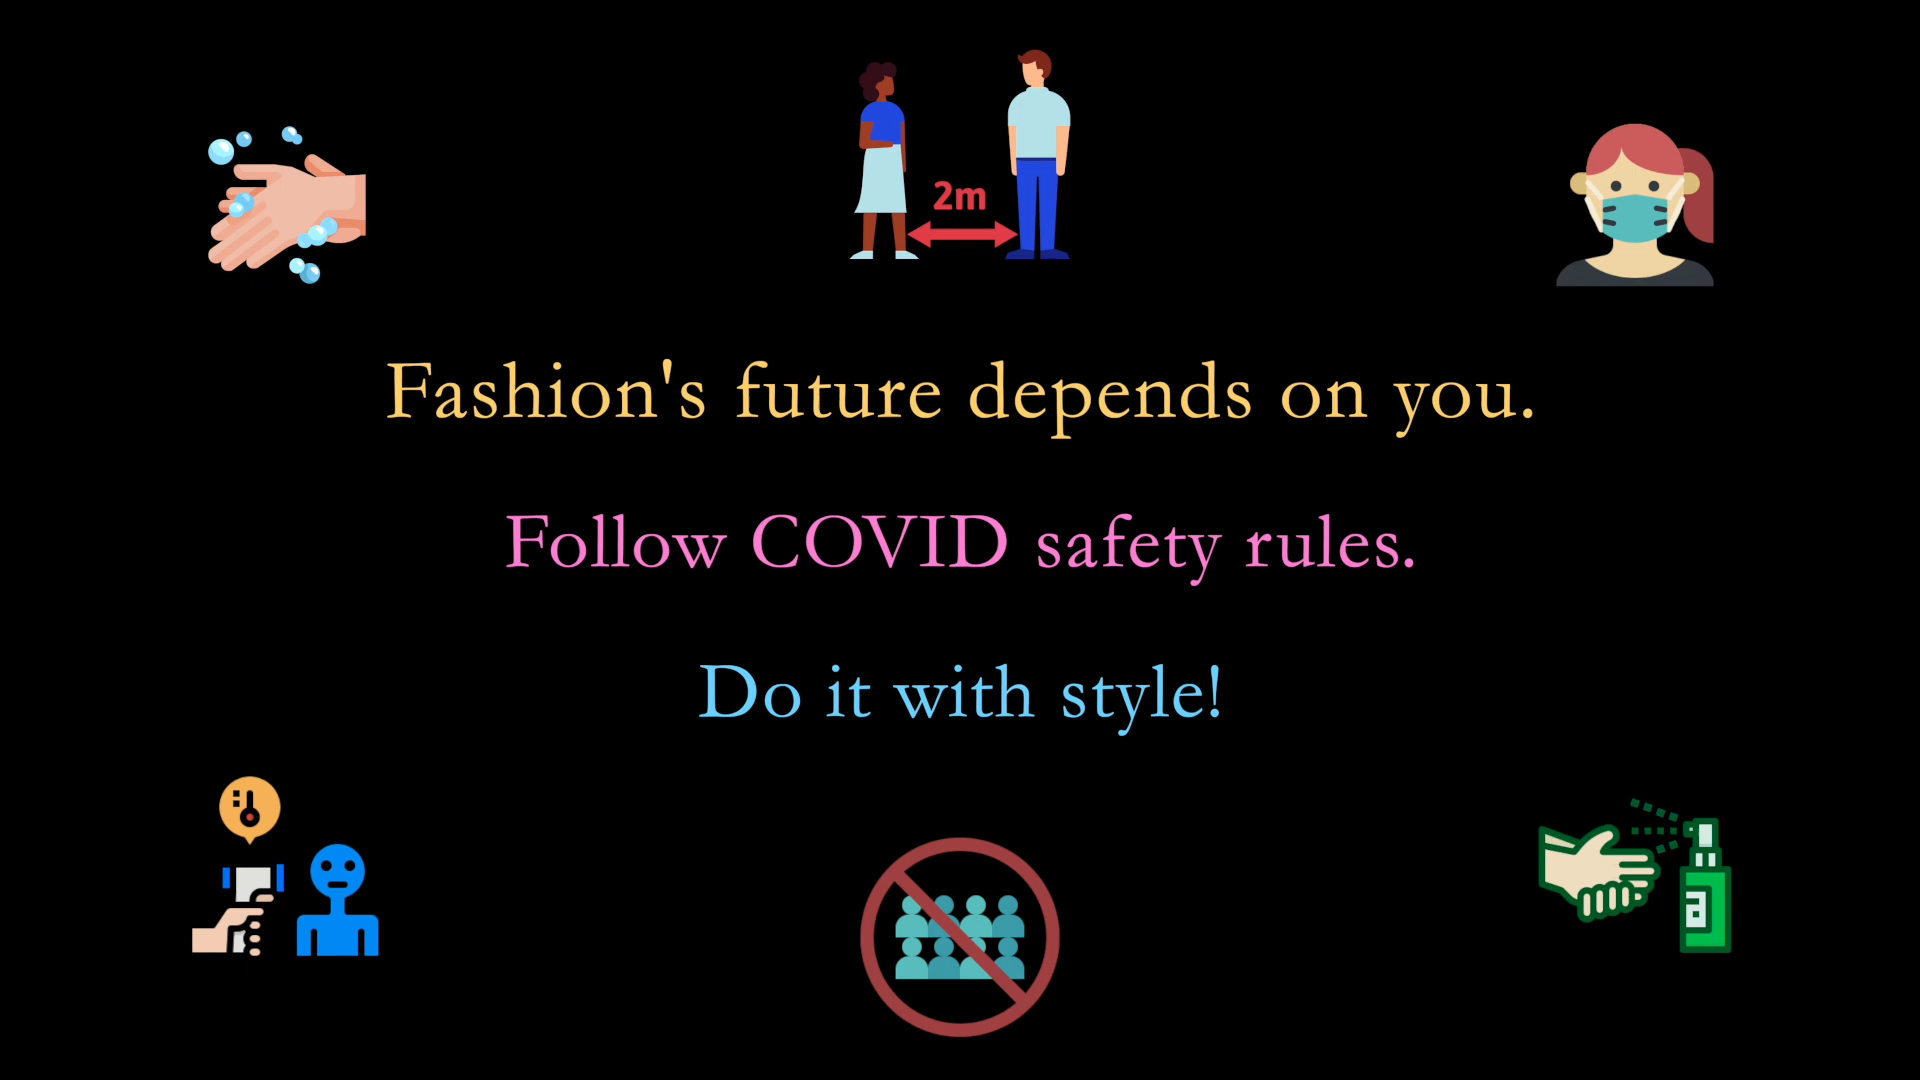 2m
Fashion's future depends on you.
Follow COVID safety rules.
Do it with style!
a